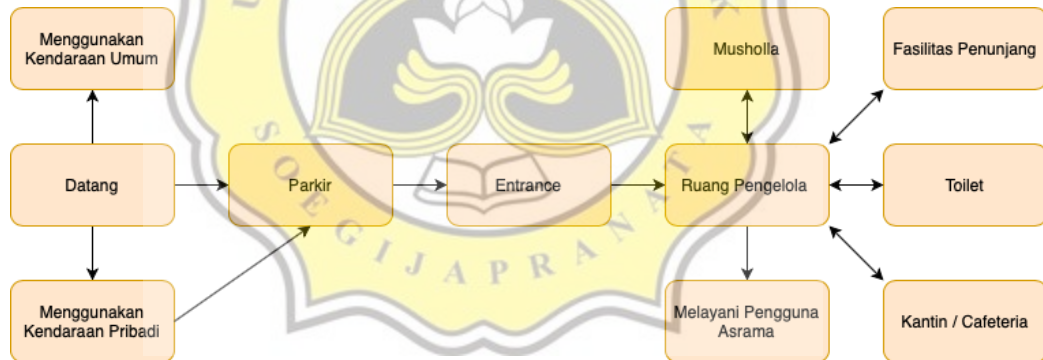 Menggunakan
Kendaraan Umum
Musholla
Fasilitas Penunjang
Datang
Parkir
Entrance
Ruang Pengelola
Toilet
Menggunakan
Kendaraan Pribadi
Melayani Pengguna
Asrama
Kantin / Cafeteria
SOEGIJAPRANATA